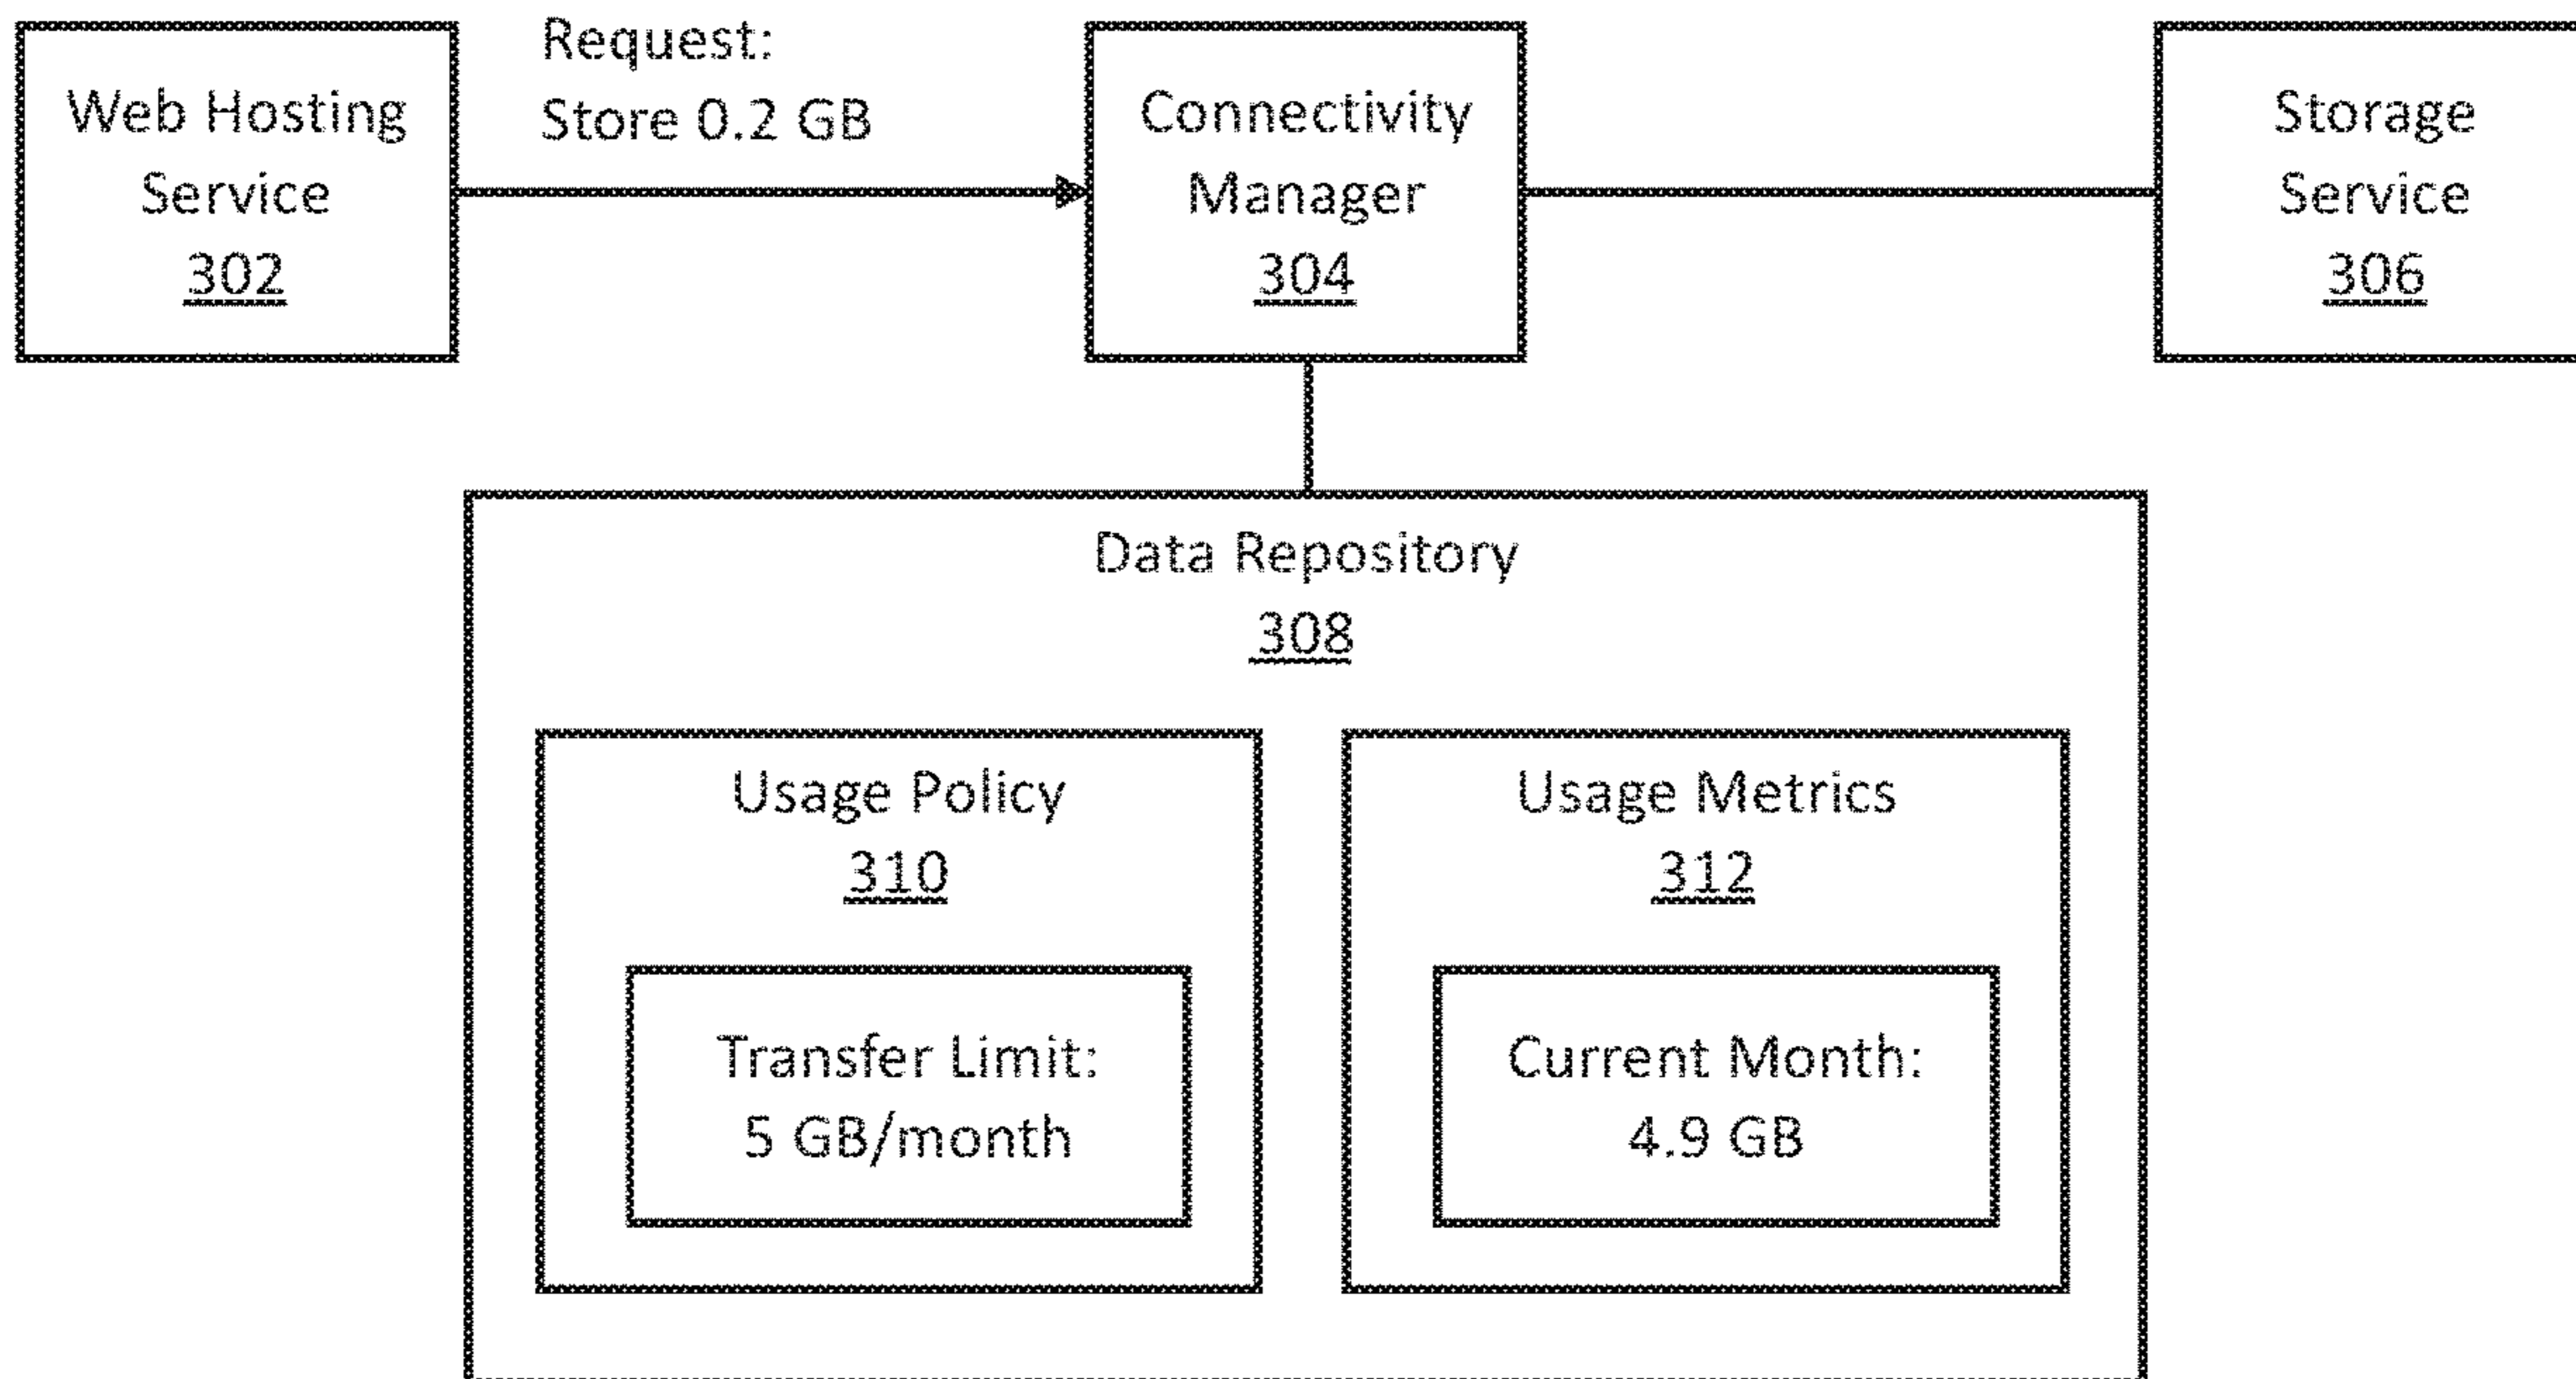 Web Hosting
Service
302
Request:
Store 0.2 GB
Connectivity
Manager
304
Storage
Service
306
Data Repository
308
Usage Policy
310
Transfer Limit:
5 GB/month
Usage Metrics
312
Current Month:
4.9 GB